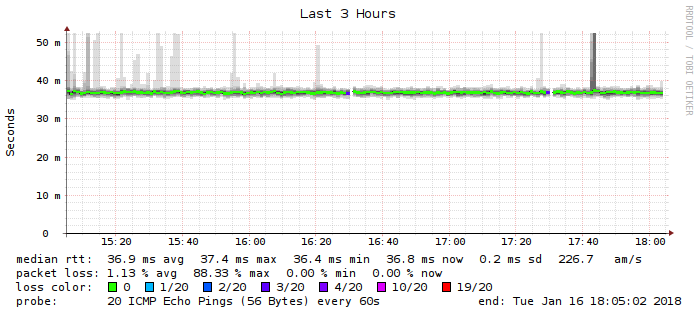 Last 3 Hours
RRDTOOL / TOBI OETIKER
Seconds
50 m
40 m
30 m
20 m
10 m
0
15:20 15:40 16:00 16:20 16:40 17:00 17:20 17:40 18:00
median rtt: 36.9 ms avg 37.4 ms max 36.4 ms min 36.8 ms now 0.2 ms sd 226.7 am/s
packet loss: 1.13 % avg 88.33 % max 0.00 % min 0.00 % now
loss color: 0 1/20 2/20 3/20 4/20 10/20 19/20
probe: 20 ICMP Echo Pings (56 Bytes) every 60s end: Tue Jan 16 18:05:02 2018